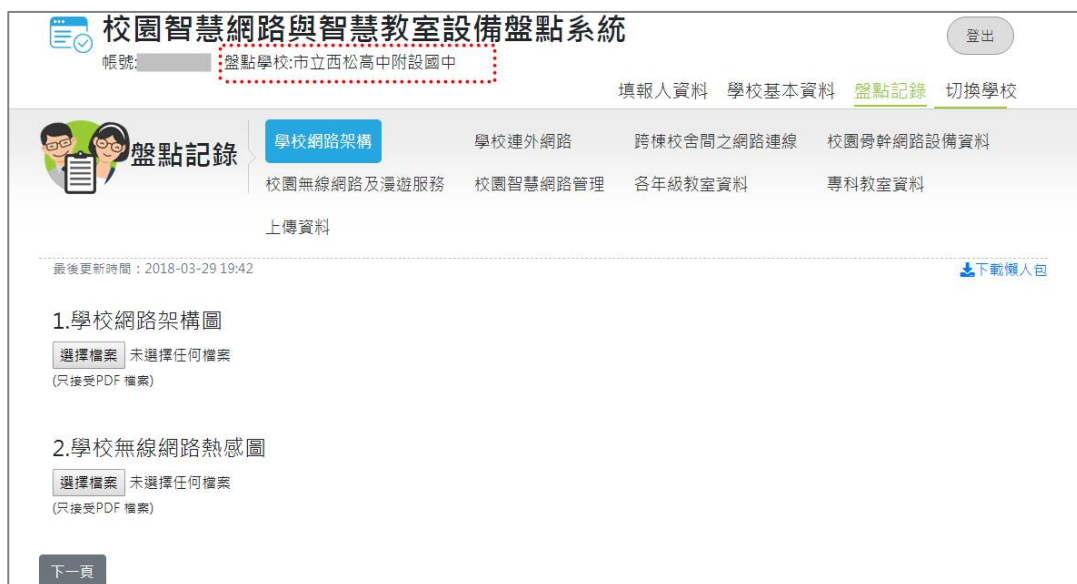 校園智慧網路與智慧教室設備盤點系統
登出
帳號: 盤點學校:市立西松高中附設國中
填報人資料 學校基本資料 盤點記錄 切換學校
盤點記錄
學校網路架構 學校連外網路 跨棟校舍間之網路連線 校園骨幹網路設備資料
校園無線網路及漫遊服務 校園智慧網路管理 各年級教室資料 專科教室資料
上傳資料
最後更新時間：2018-03-29 19:42 下載懶人包
1.學校網路架構圖
選擇檔案 未選擇任何檔案
(只接受PDF 檔案)
2.學校無線網路熱感圖
選擇檔案 未選擇任何檔案
(只接受PDF 檔案)
下一頁